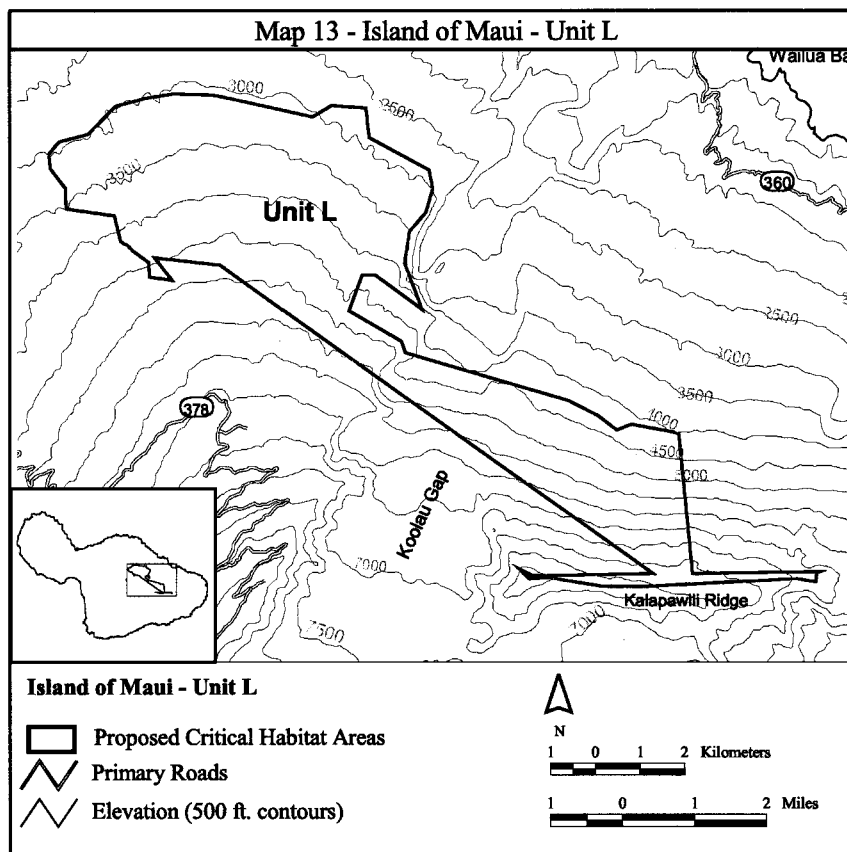 Map 13 - Island of Maui - Unit L
Wailua Ba
3000
2500
3500
360
Unit L
2500
3000
3500
378
4000
4500
5000
Koolau Gap
7000
Kalapawili Ridge
7500
7000
Island of Maui - Unit L
Proposed Critical Habitat Areas
Primary Roads
Elevation (500 ft. contours)
N
1 0 1 2 Kilometers
1 0 1 2 Miles